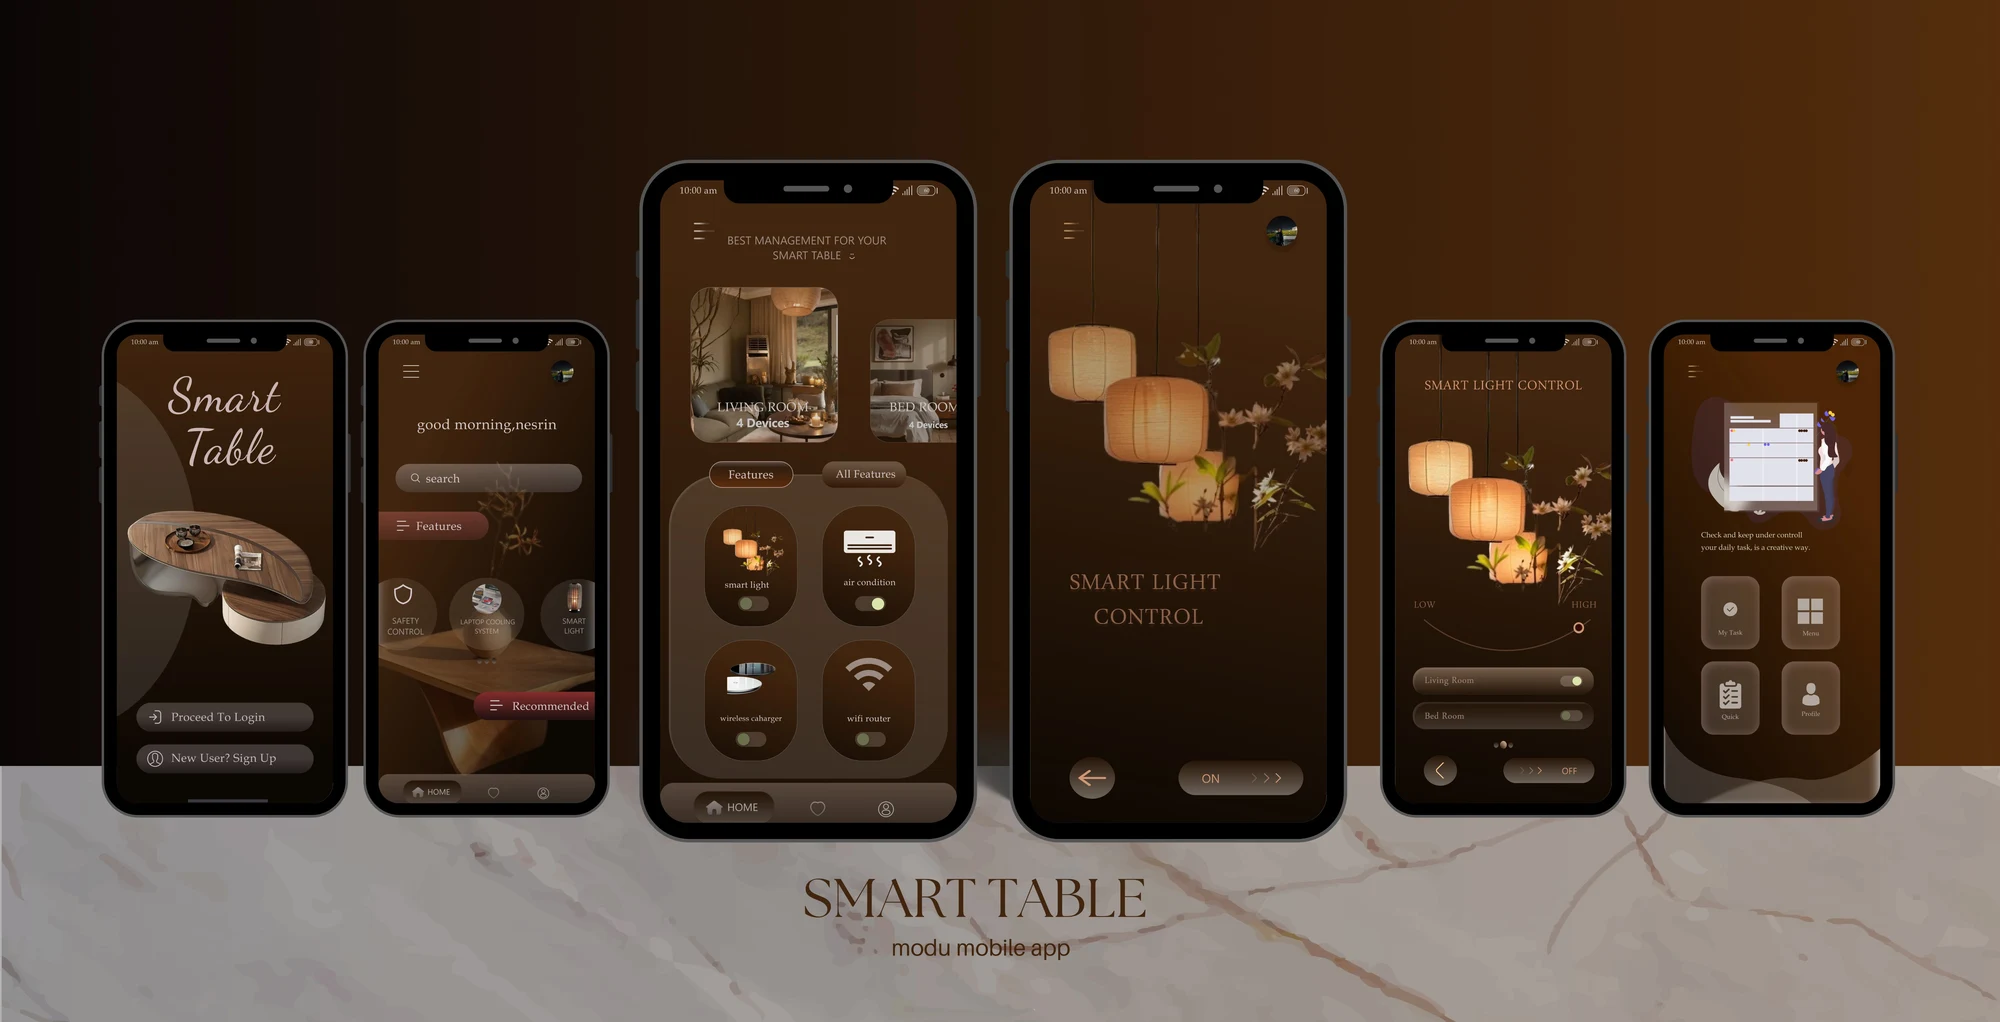 10:00 am
Smart
Table
Proceed To Login
New User? Sign Up
10:00 am
good morning,nesrin
search
Features
SAFETY
CONTROL
LAPTOP COOLING
SYSTEM
SMART
LIGHT
Recommended
HOME
10:00 am
BEST MANAGEMENT FOR YOUR
SMART TABLE
LIVING ROOM
4 Devices
BED ROOM
4 Devices
Features
All Features
smart light
air condition
wireless caharger
wifi router
HOME
10:00 am
SMART LIGHT
CONTROL
ON
10:00 am
SMART LIGHT CONTROL
LOW
HIGH
Living Room
Bed Room
OFF
10:00 am
Check and keep under controll
your daily task, is a creative way.
My Task
Menu
Quick
Profile
SMART TABLE
modu mobile app